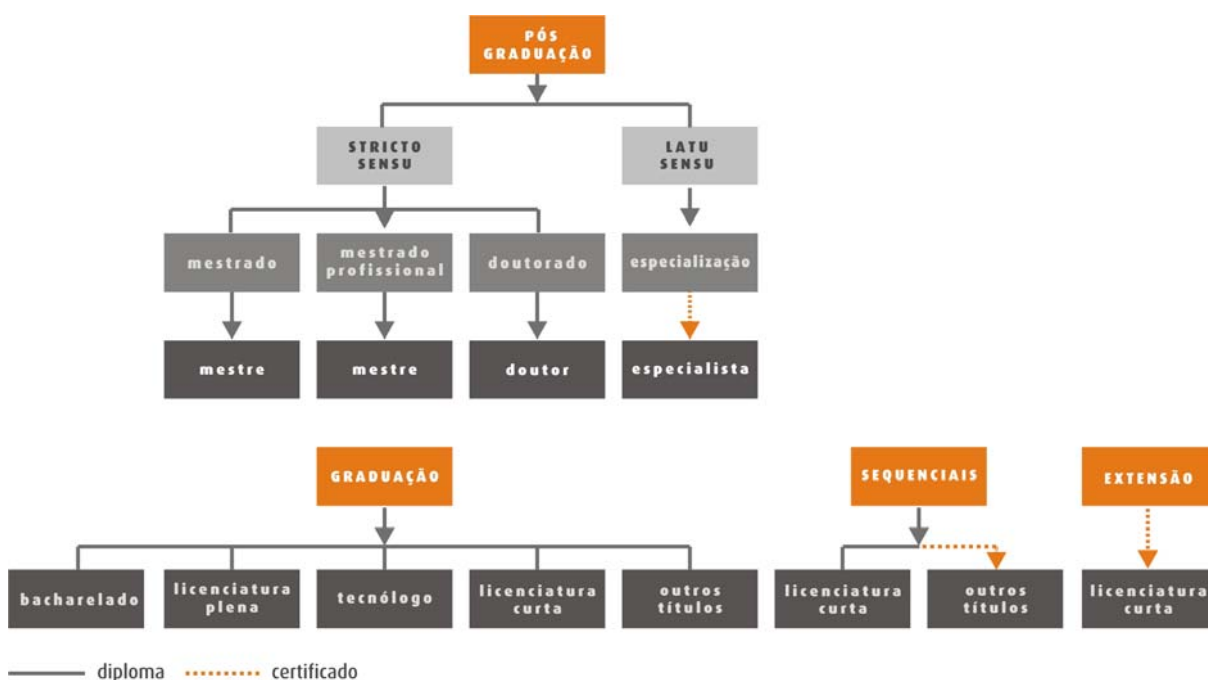 PÓS
GRADUAÇÃO
STRICTO
SENSU
LATU
SENSU
mestrado
mestrado
profissional
doutorado
especialização
mestre
mestre
doutor
especialista
GRADUAÇÃO
SEQUENCIAIS
EXTENSÃO
bacharelado
licenciatura
plena
tecnólogo
licenciatura
curta
outros
títulos
licenciatura
curta
outros
títulos
licenciatura
curta
diploma
certificado